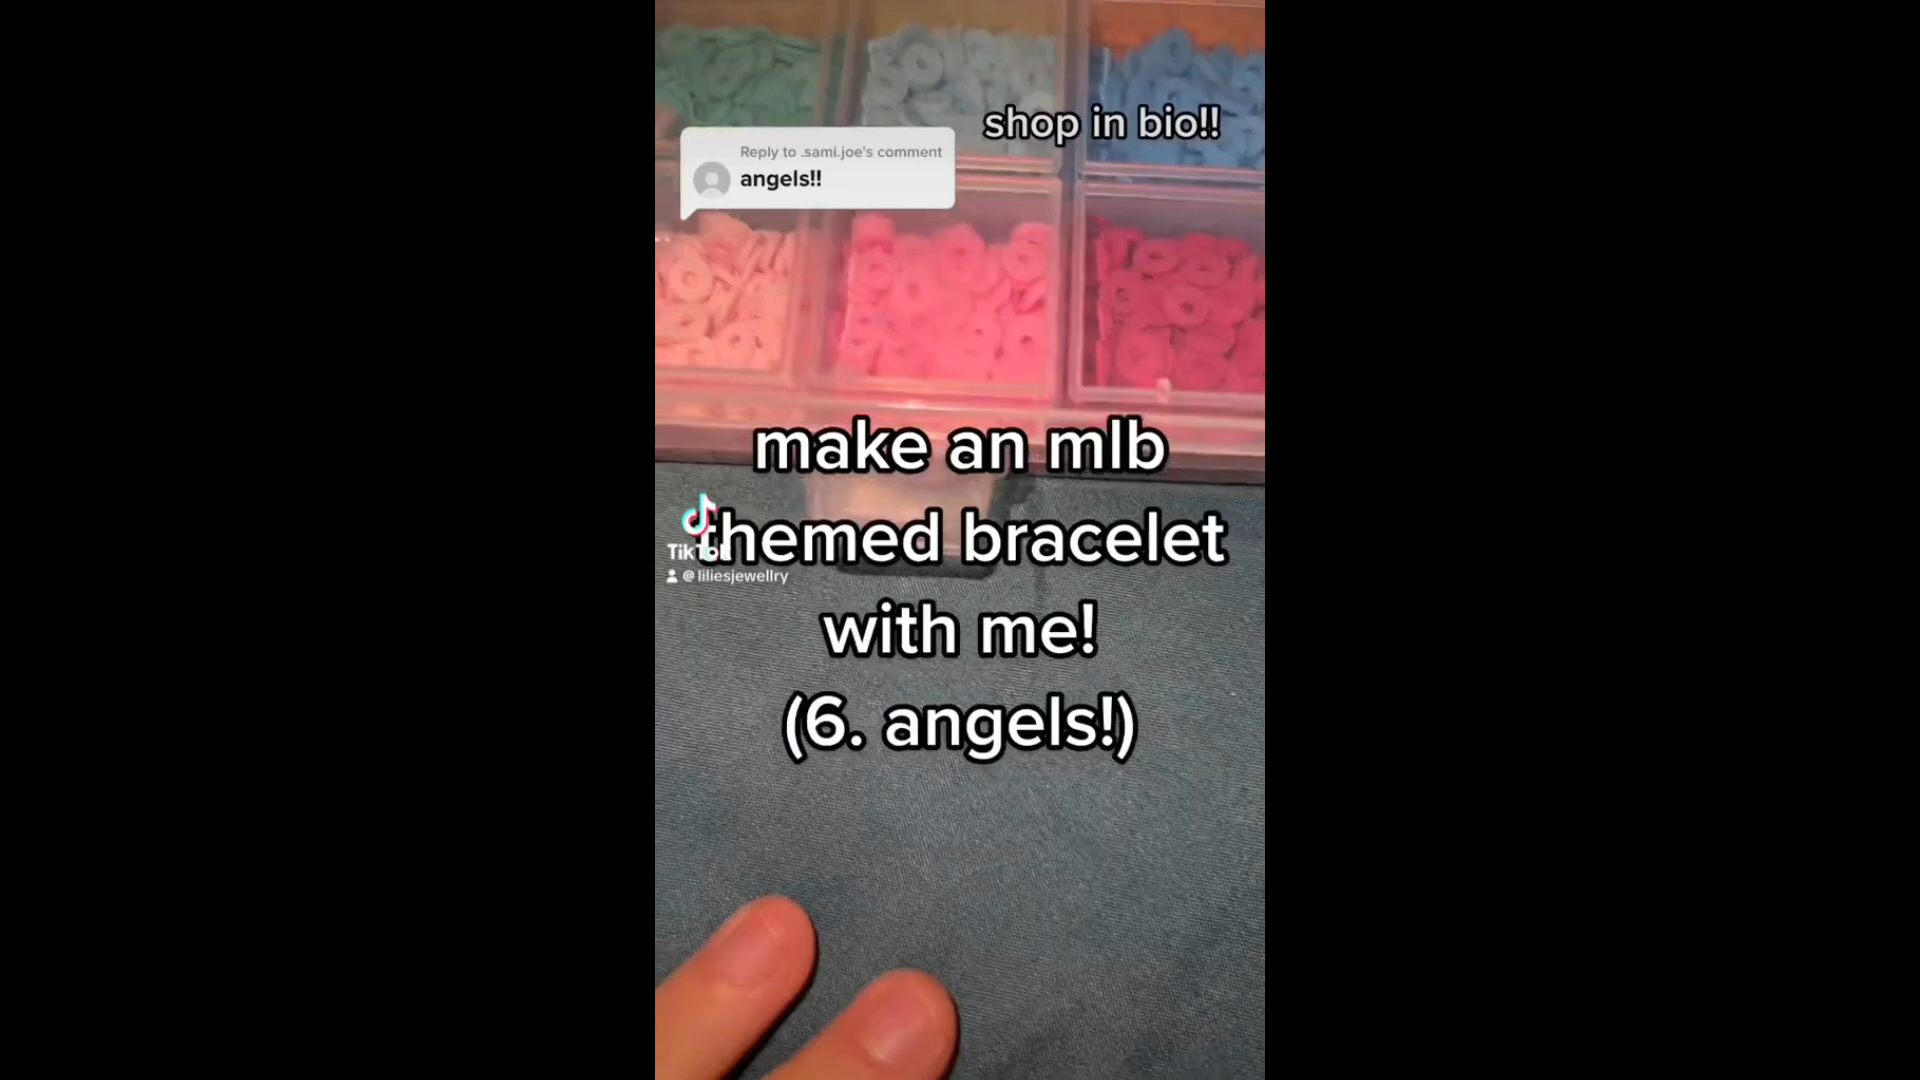 shop in bio!!
Reply to .sami.joe's comment
angels!!
make an mlb
themed bracelet
with me!
(6. angels!)
TikTok
@liliesjewellry